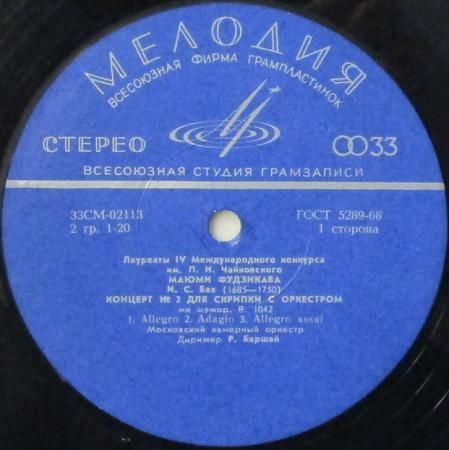 МЕЛОДИЯ
ВСЕСОЮЗНАЯ ФИРМА ГРАМПЛАСТИНОК
СТЕРЕО
33
ВСЕСОЮЗНАЯ СТУДИЯ ГРАМЗАПИСИ
33СМ-02113
ГОСТ 5289-68
2 гр. 1-20
1 сторона
Лауреаты IV Международного конкурса
им. П. И. Чайковского
МАЮМИ ФУДЗИКАВА
И. С. Бах (1685—1750)
КОНЦЕРТ № 2 ДЛЯ СКРИПКИ С ОРКЕСТРОМ
ми мажор. В. 1042
1. Allegro 2. Adagio 3. Allegro assai
Московский камерный оркестр
Дирижер Р. Баршай